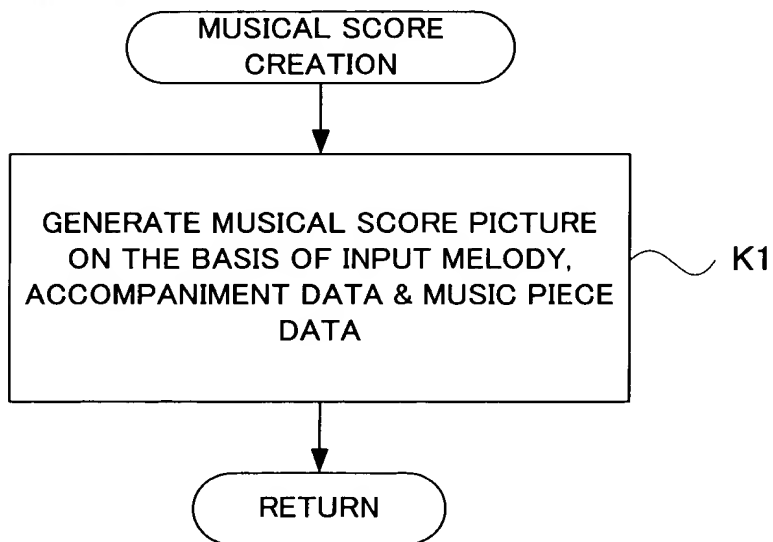 MUSICAL SCORE
CREATION
GENERATE MUSICAL SCORE PICTURE
ON THE BASIS OF INPUT MELODY,
ACCOMPANIMENT DATA & MUSIC PIECE
DATA
K1
RETURN